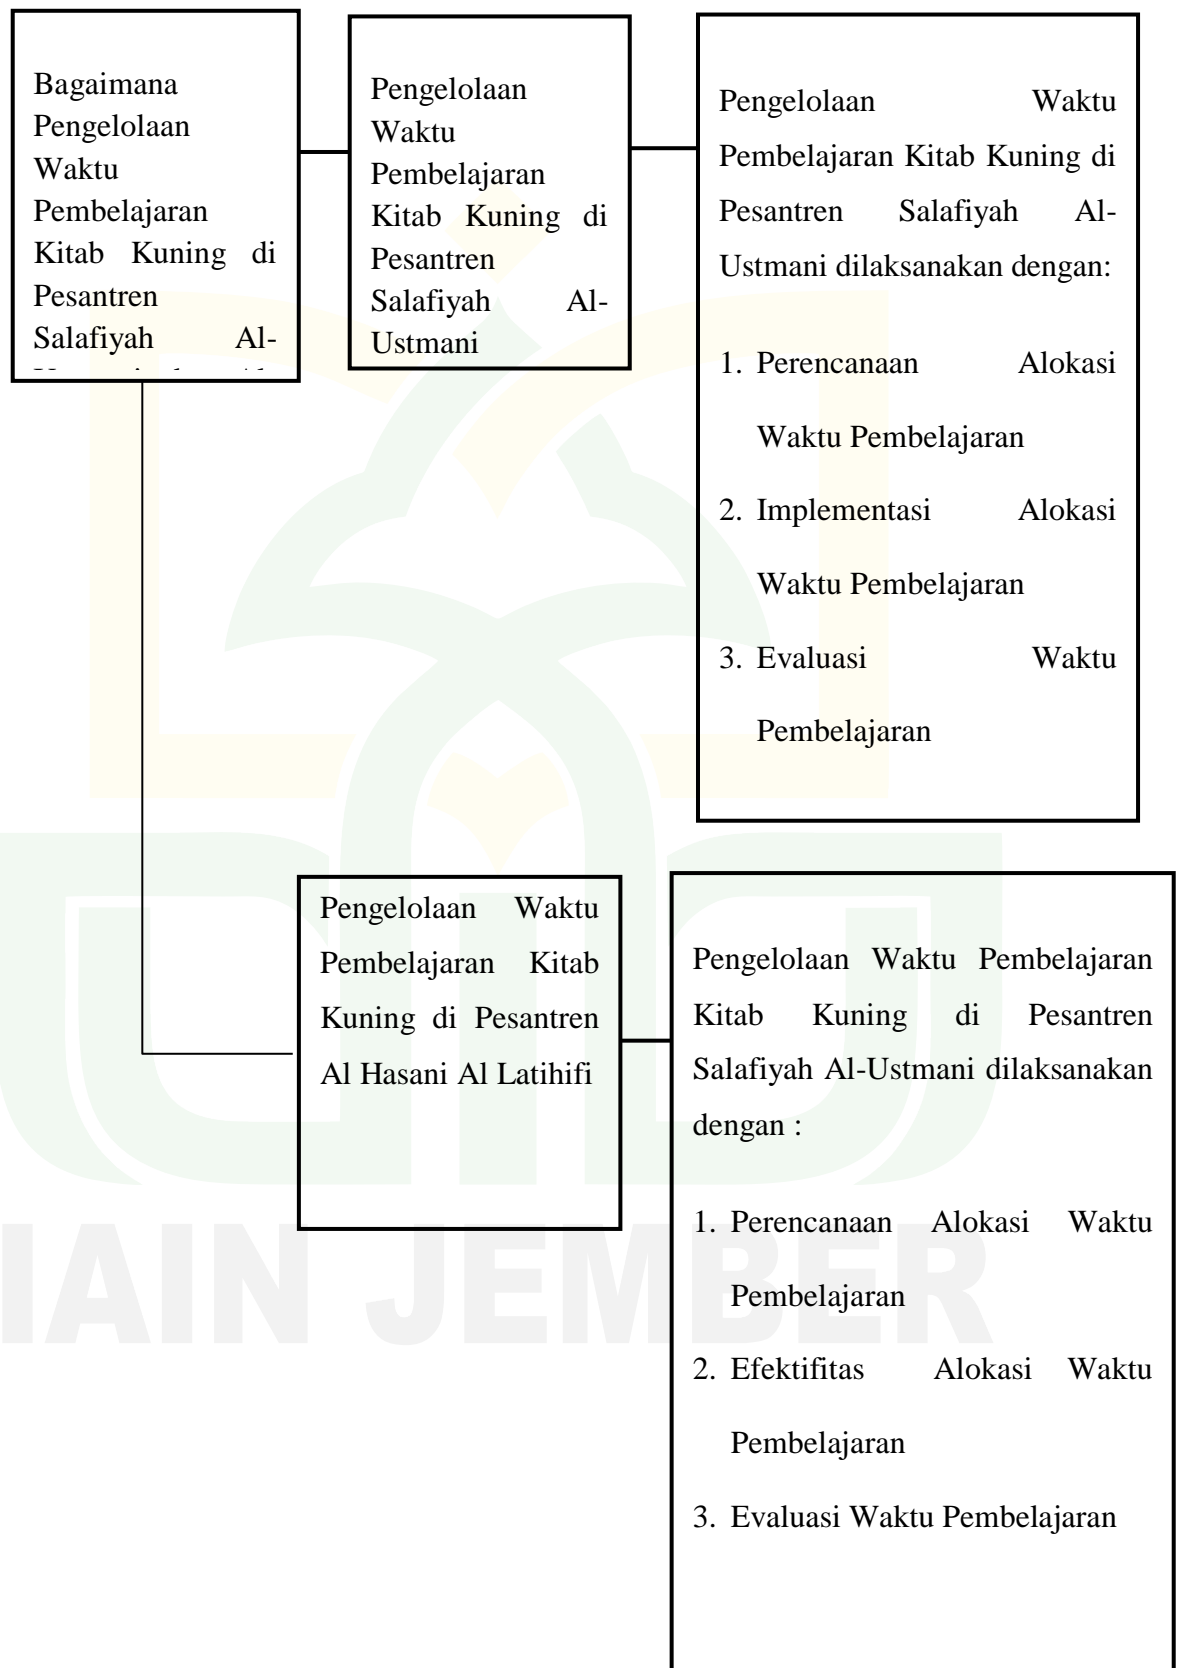 Bagaimana
Pengelolaan
Waktu
Pembelajaran
Kitab Kuning di
Pesantren
Salafiyah Al-
Pengelolaan
Waktu
Pembelajaran
Kitab Kuning di
Pesantren
Salafiyah Al-
Ustmani
Pengelolaan Waktu
Pembelajaran Kitab Kuning di
Pesantren Salafiyah Al-
Ustmani dilaksanakan dengan:
1. Perencanaan Alokasi
Waktu Pembelajaran
2. Implementasi Alokasi
Waktu Pembelajaran
3. Evaluasi Waktu
Pembelajaran
Pengelolaan Waktu
Pembelajaran Kitab
Kuning di Pesantren
Al Hasani Al Latihifi
Pengelolaan Waktu Pembelajaran
Kitab Kuning di Pesantren
Salafiyah Al-Ustmani dilaksanakan
dengan :
1. Perencanaan Alokasi Waktu
Pembelajaran
2. Efektifitas Alokasi Waktu
Pembelajaran
3. Evaluasi Waktu Pembelajaran
IAIN JEMBER